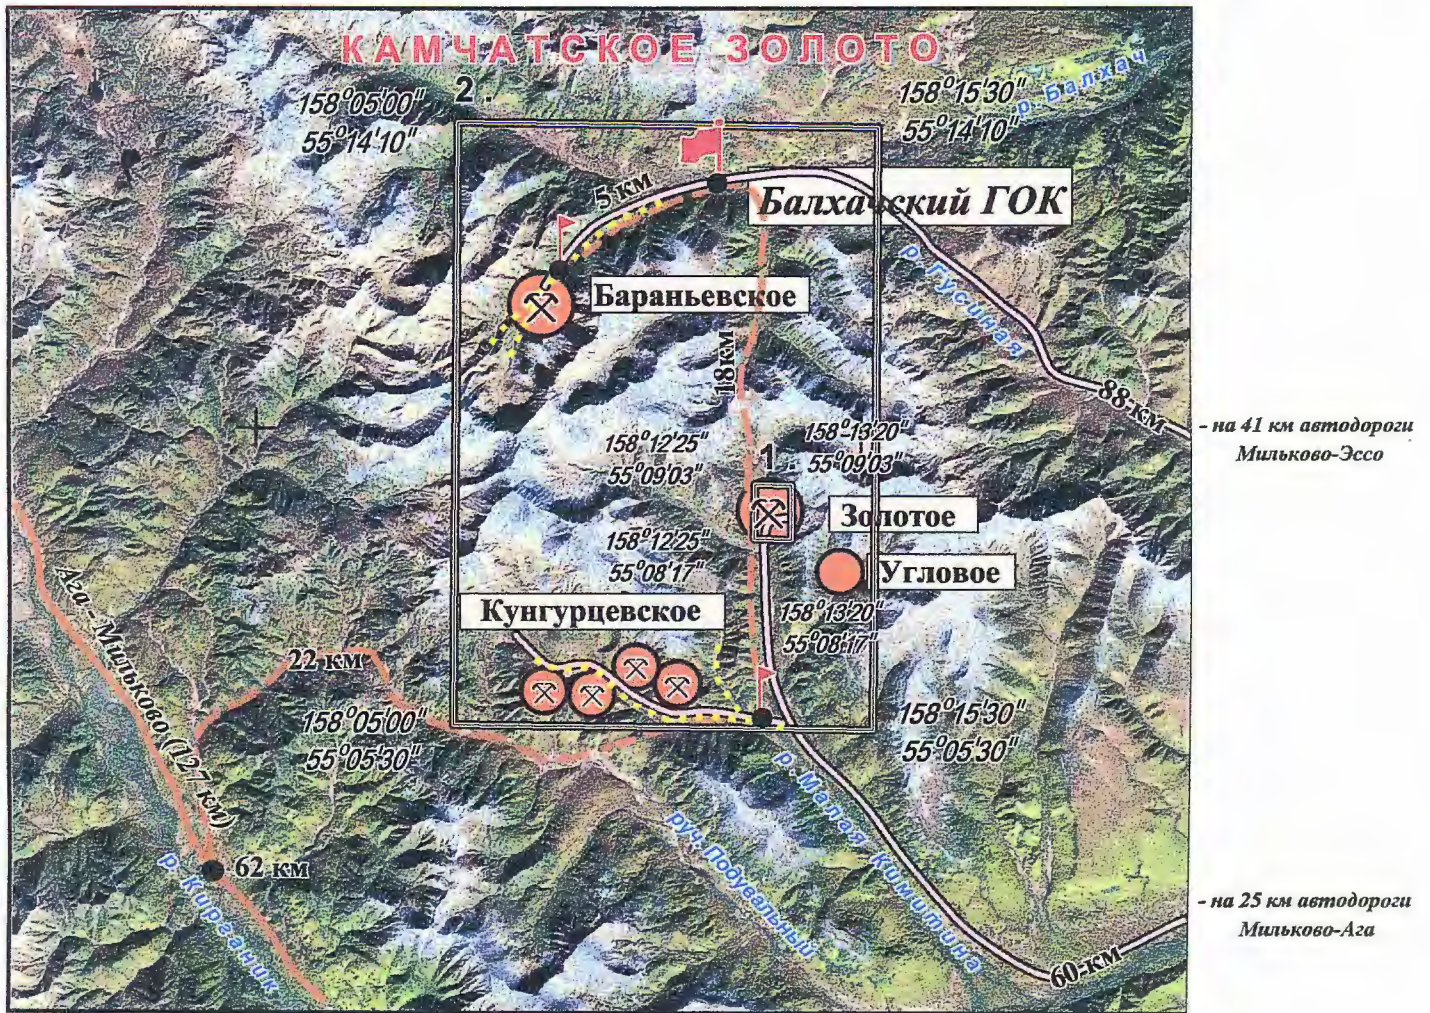 КАМЧАТСКОЕ ЗОЛОТО
2.
158°05'00"
55°14'10"
158°15'30"
55°14'10"
р. Балхач
5 км
Балхачский ГОК
р. Гусиная
Бараньевское
18км
88-км
- на 41 км автодороги
Мильково-Эссо
158°12'25"
55°09'03"
1.
158°13'20"
55°09'03"
Золотое
158°12'25"
55°08'17"
Угловое
Кунгурцевское
158°13'20"
55°08'17"
Ага - Мильково (127 км)
22 км
158°05'00"
55°05'30"
158°15'30"
55°05'30"
р. Малая Кимитина
руч. Подувальный
62 км
р. Кирганик
60-км
- на 25 км автодороги
Мильково-Ага